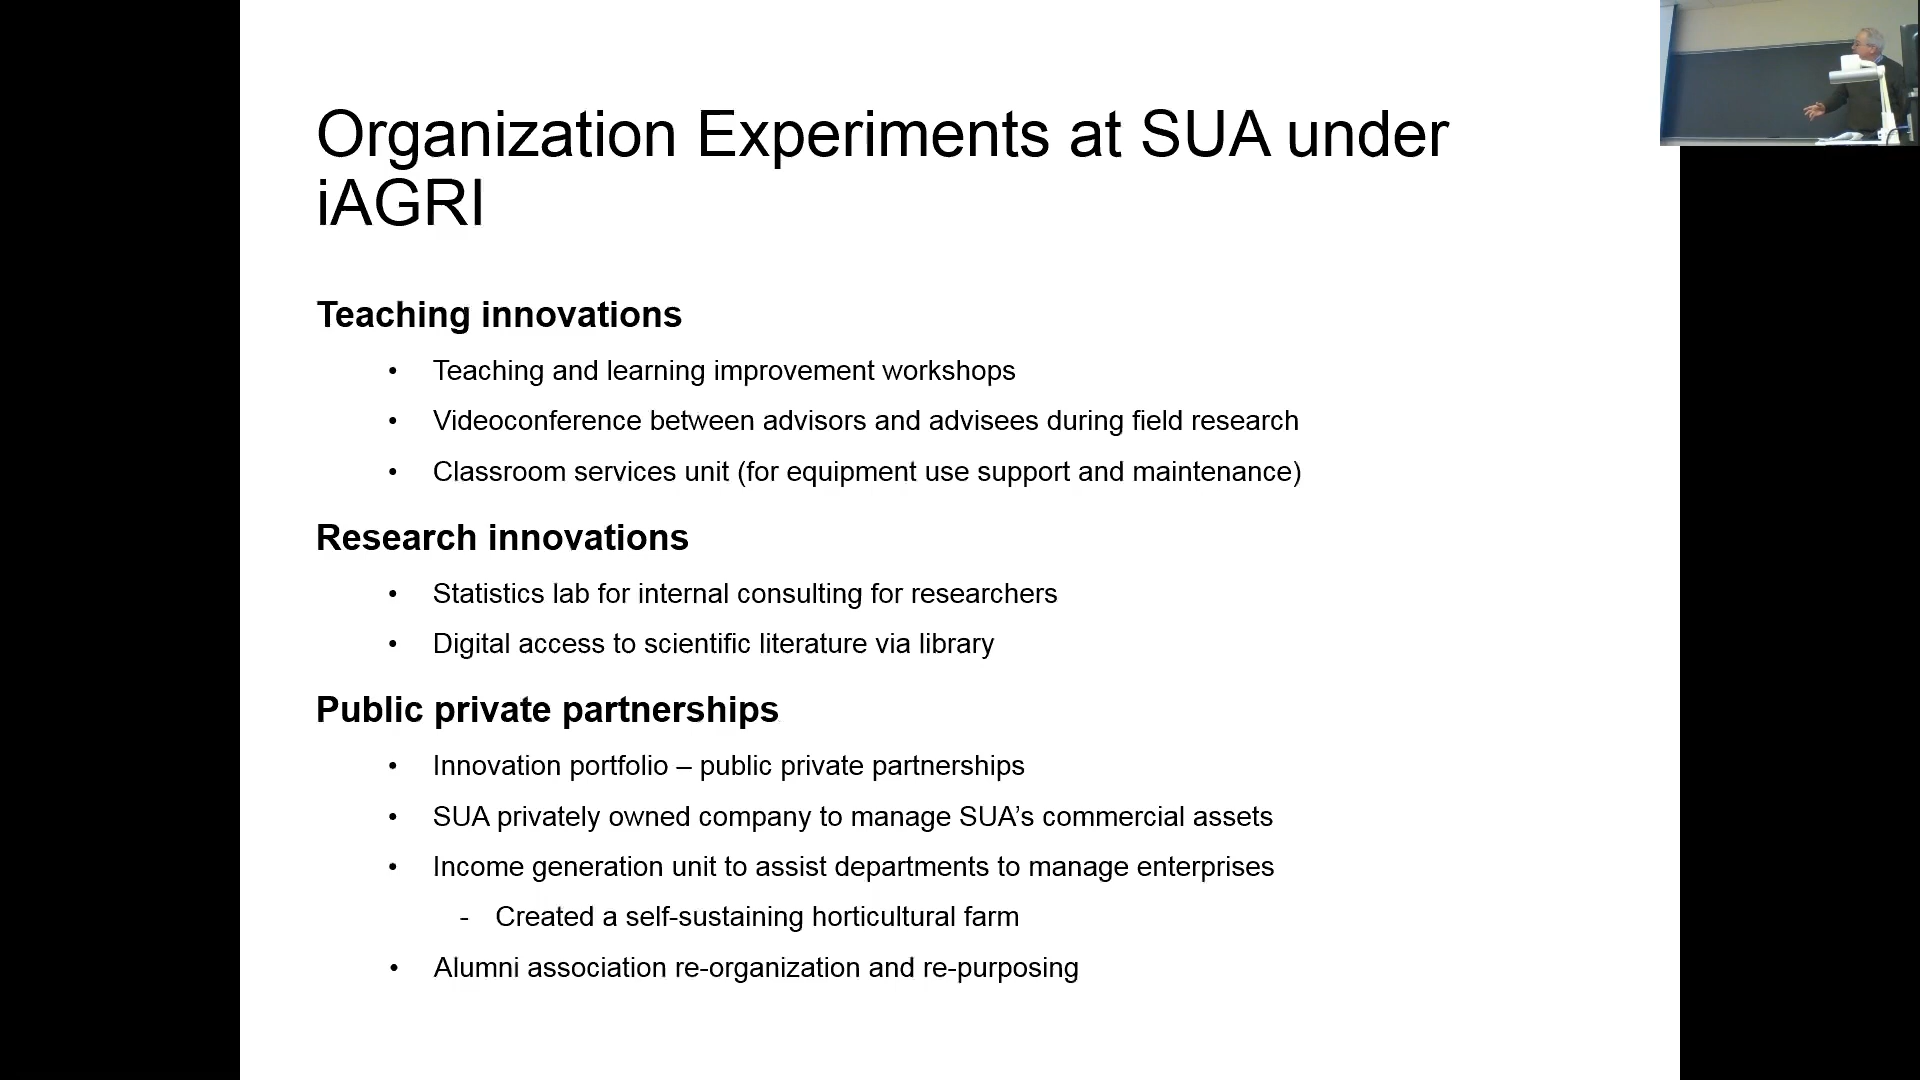 Organization Experiments at SUA under
iAGRI
Teaching innovations
• Teaching and learning improvement workshops
• Videoconference between advisors and advisees during field research
• Classroom services unit (for equipment use support and maintenance)
Research innovations
• Statistics lab for internal consulting for researchers
• Digital access to scientific literature via library
Public private partnerships
• Innovation portfolio – public private partnerships
• SUA privately owned company to manage SUA’s commercial assets
• Income generation unit to assist departments to manage enterprises
- Created a self-sustaining horticultural farm
• Alumni association re-organization and re-purposing